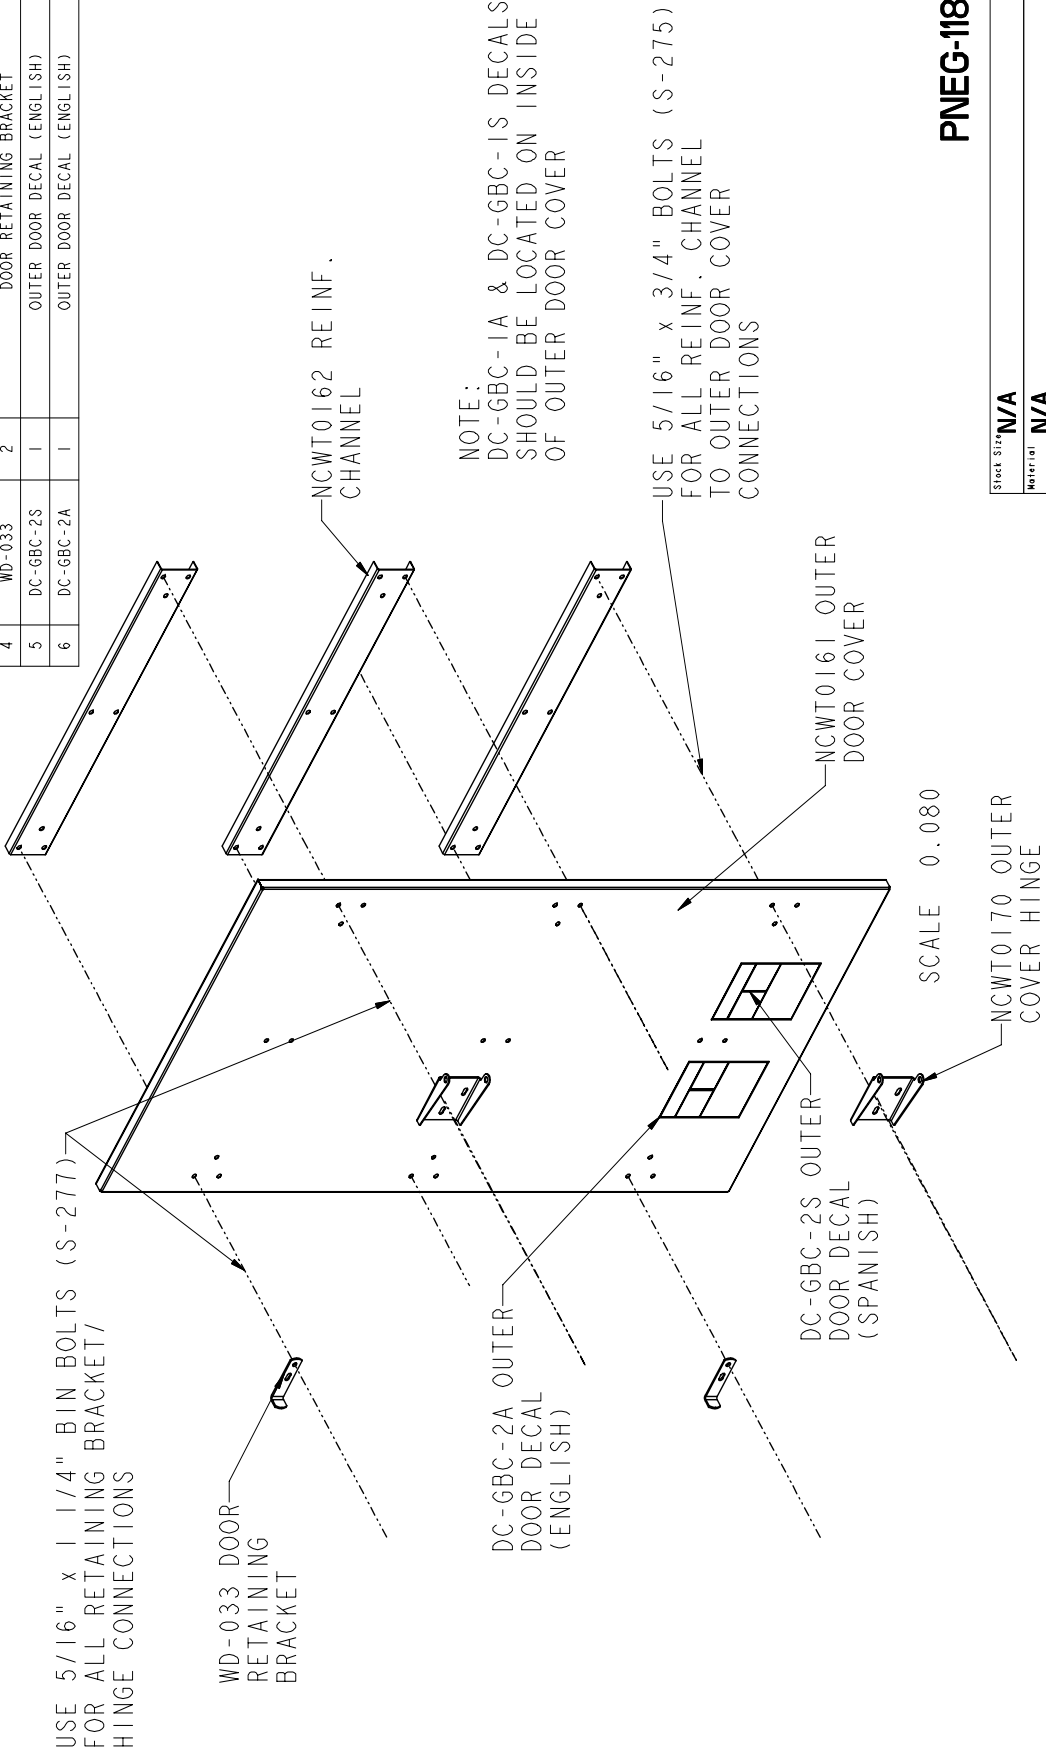 4 WD-033 2 DOOR RETAINING BRACKET
5 DC-GBC-2S 1 OUTER DOOR DECAL (ENGLISH)
6 DC-GBC-2A 1 OUTER DOOR DECAL (ENGLISH)
USE 5/16" x 1 1/4" BIN BOLTS (S-277)
FOR ALL RETAINING BRACKET/
HINGE CONNECTIONS
WD-033 DOOR
RETAINING
BRACKET
NCWT0162 REINF.
CHANNEL
NOTE:
DC-GBC-1A & DC-GBC-1S DECALS
SHOULD BE LOCATED ON INSIDE
OF OUTER DOOR COVER
DC-GBC-2A OUTER
DOOR DECAL
(ENGLISH)
USE 5/16" x 3/4" BOLTS (S-275)
FOR ALL REINF. CHANNEL
TO OUTER DOOR COVER
CONNECTIONS
DC-GBC-2S OUTER
DOOR DECAL
(SPANISH)
NCWT0161 OUTER
DOOR COVER
SCALE 0.080
NCWT0170 OUTER
COVER HINGE
PNEG-118
Stock Size N/A
Material N/A